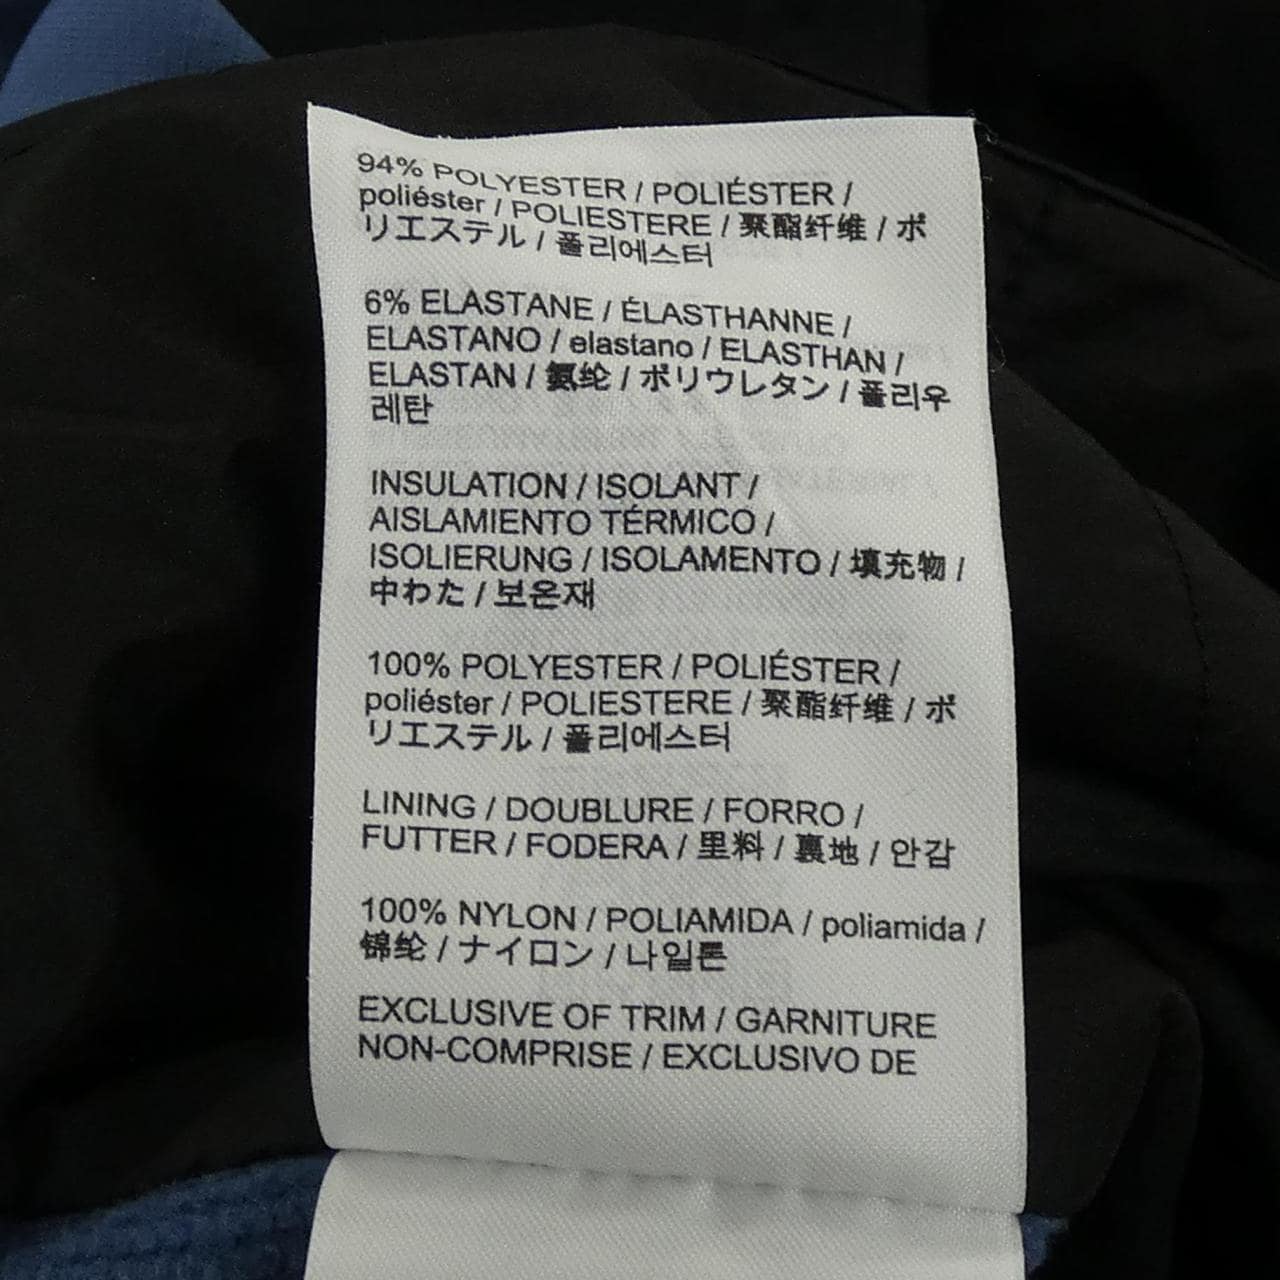 94% POLYESTER / POLIÉSTER /
poliéster / POLIESTERE / 聚酯纤维 / ポ
リエステル / 폴리에스터
6% ELASTANE / ÉLASTHANNE /
ELASTANO / elastano / ELASTHAN /
ELASTAN / 氨纶 / ポリウレタン / 폴리우
레탄
INSULATION / ISOLANT /
AISLAMIENTO TÉRMICO /
ISOLIERUNG / ISOLAMENTO / 填充物 /
中わた / 보온재
100% POLYESTER / POLIÉSTER /
poliéster / POLIESTERE / 聚酯纤维 / ポ
リエステル / 폴리에스터
LINING / DOUBLURE / FORRO /
FUTTER / FODERA / 里料 / 裏地 / 안감
100% NYLON / POLIAMIDA / poliamida /
锦纶 / ナイロン / 나일론
EXCLUSIVE OF TRIM / GARNITURE
NON-COMPRISE / EXCLUSIVO DE